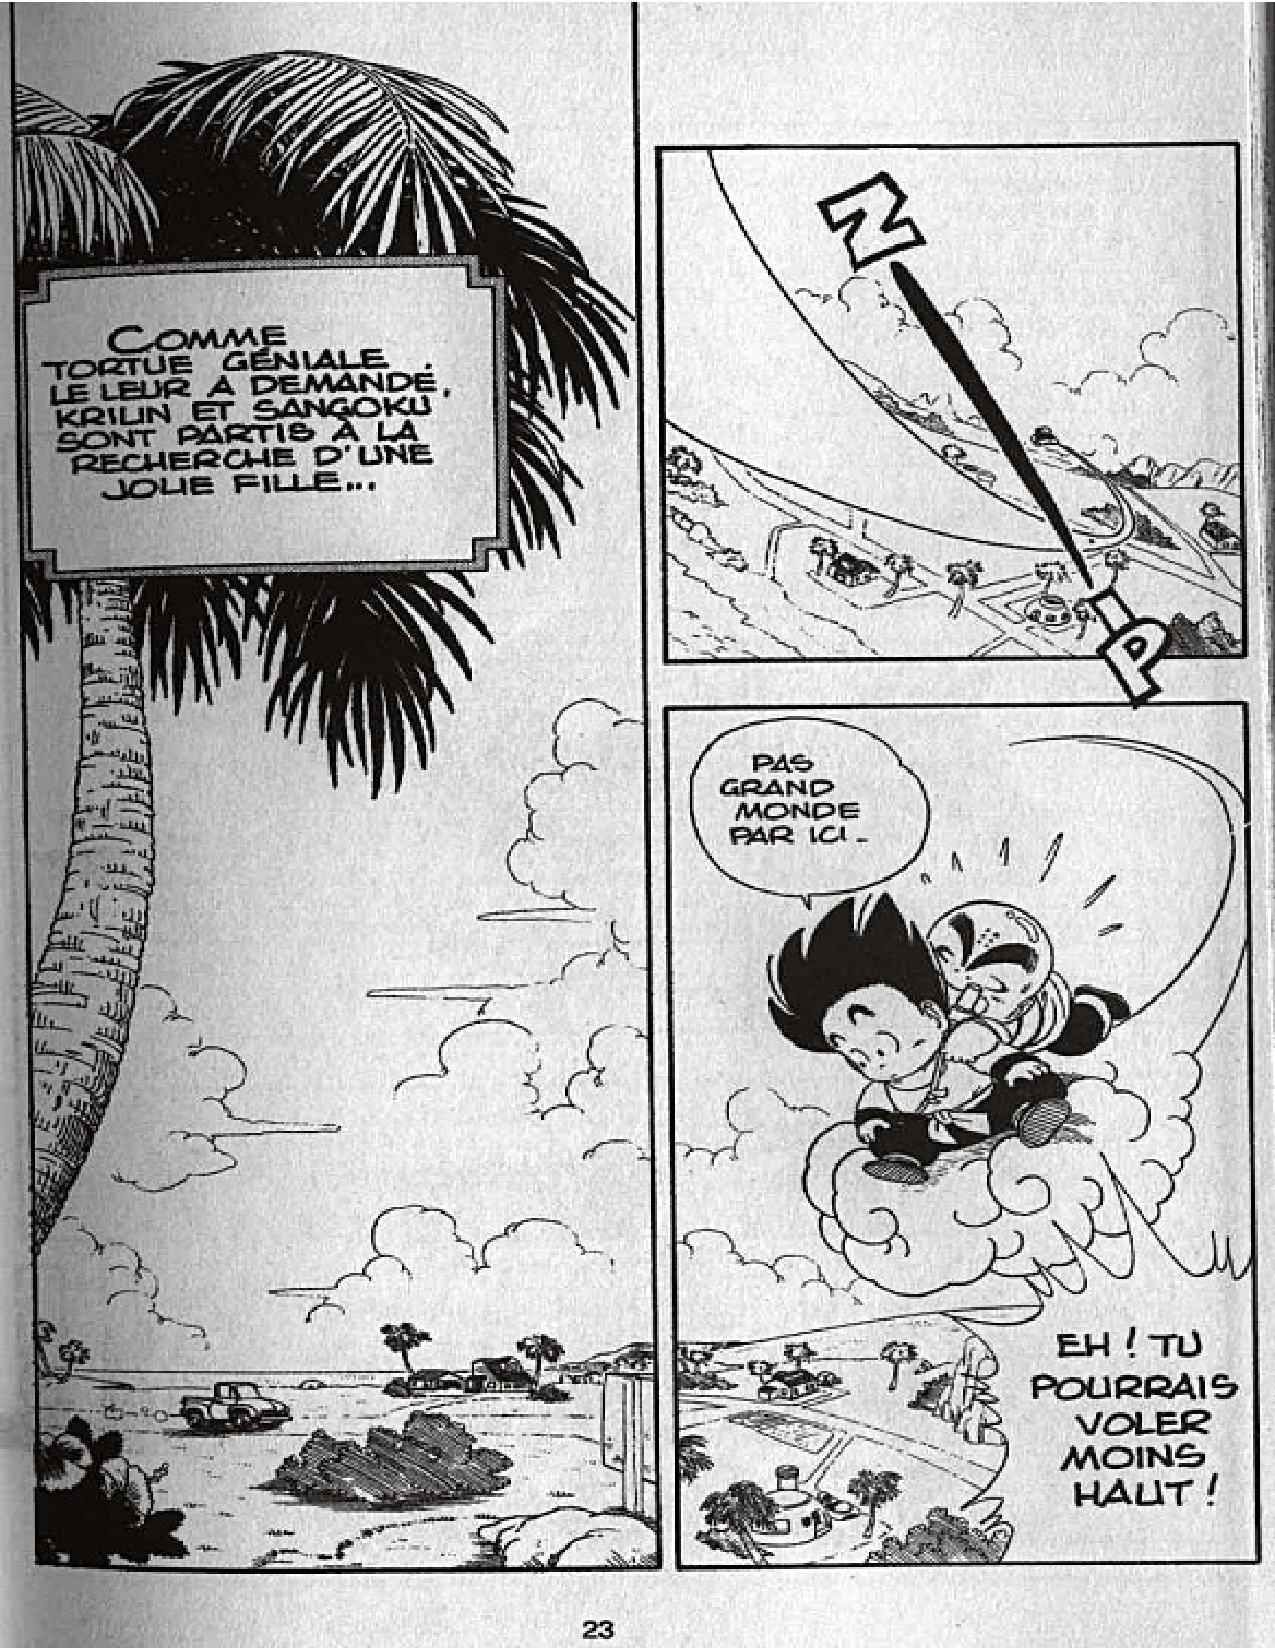 COMME
TORTUE GÉNIALE
LE LEUR A DEMANDÉ,
KRILIN ET SANGOKU
SONT PARTIS À LA
RECHERCHE D'UNE
JOLIE FILLE...
NIP
PAS
GRAND
MONDE
PAR ICI...
EH ! TU
POURRAIS
VOLER
MOINS
HAUT !
23